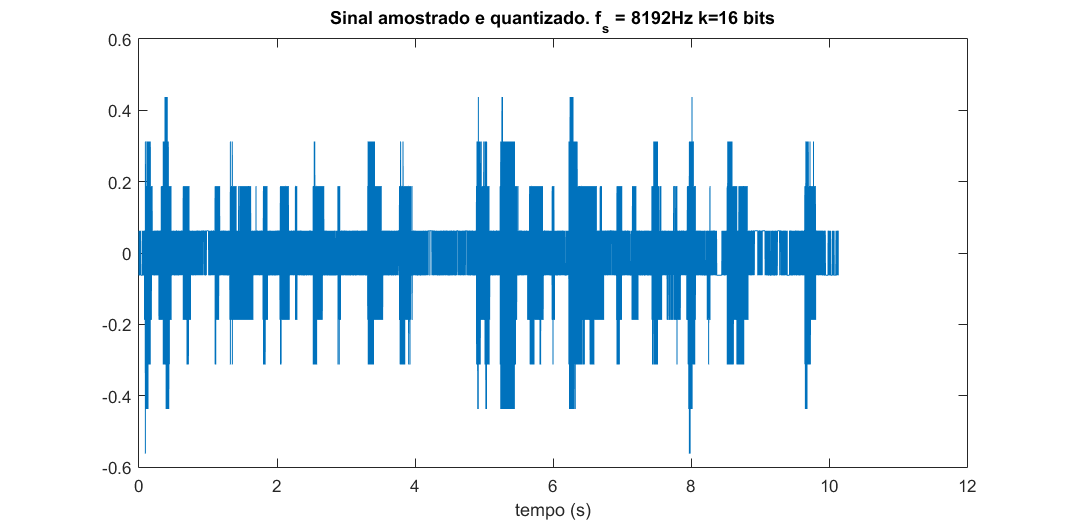 Sinal amostrado e quantizado. fs = 8192Hz k=16 bits
0.6
0.4
0.2
0
-0.2
-0.4
-0.6
0 2 4 6 8 10 12
tempo (s)